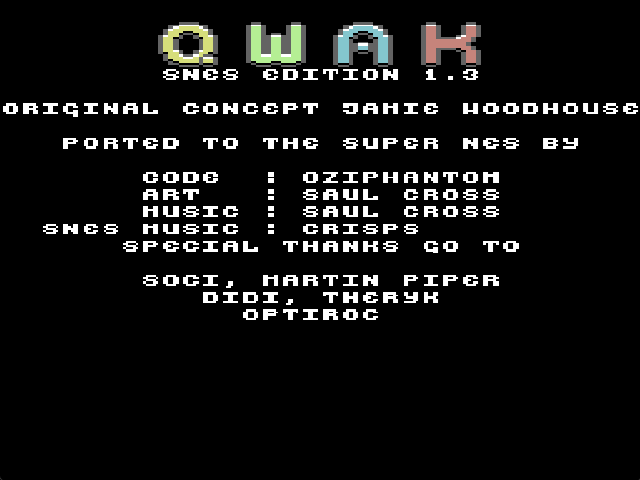 QWAK
SNES EDITION 1.3
ORIGINAL CONCEPT JAMIE WOODHOUSE
PORTED TO THE SUPER NES BY
CODE : OZIPHANTOM
ART : SAUL CROSS
MUSIC : SAUL CROSS
SNES MUSIC : CRISPS
SPECIAL THANKS GO TO
SOCI, MARTIN PIPER
DIDI, THERYK
OPTIROC